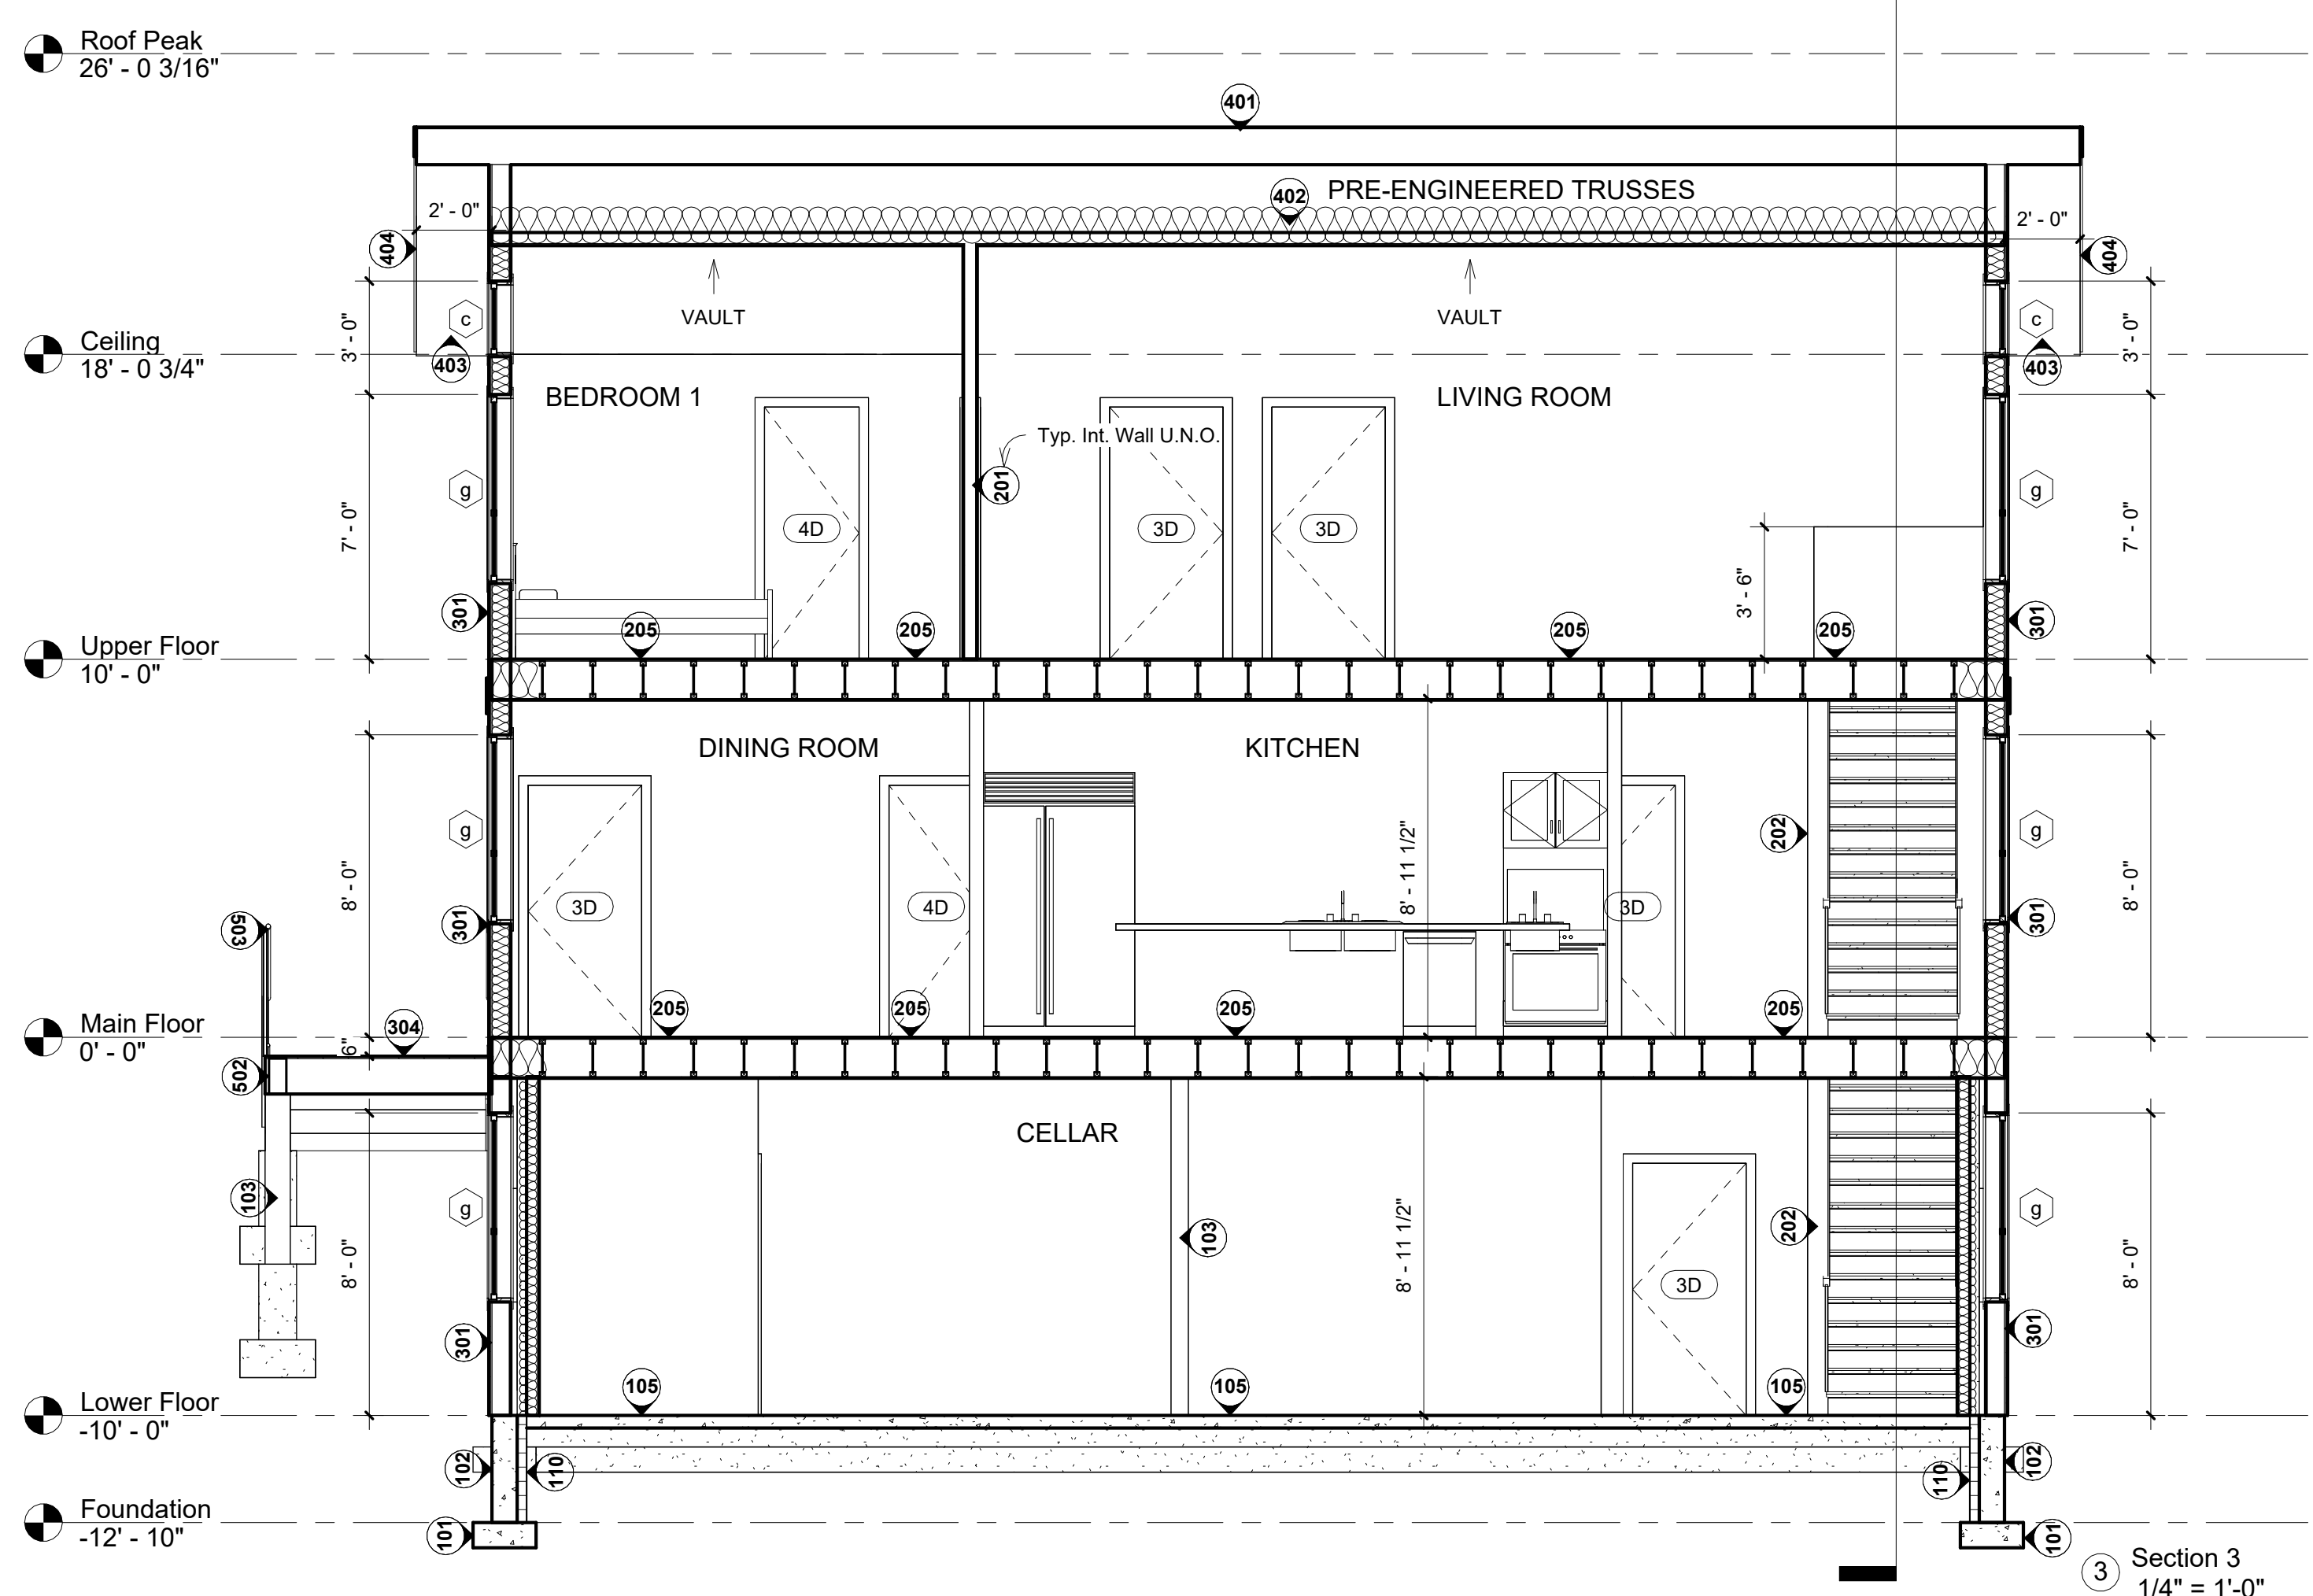 Roof Peak
26' - 0 3/16"
401
402
PRE-ENGINEERED TRUSSES
2' - 0"
2' - 0"
404
404
VAULT
VAULT
c
c
3' - 0"
3' - 0"
Ceiling
18' - 0 3/4"
403
403
BEDROOM 1
LIVING ROOM
Typ. Int. Wall U.N.O.
201
g
g
7' - 0"
7' - 0"
4D
3D
3D
3' - 6"
301
301
205
205
205
205
Upper Floor
10' - 0"
DINING ROOM
KITCHEN
g
g
202
8' - 11 1/2"
8' - 0"
8' - 0"
3D
4D
3D
503
301
301
205
205
205
205
Main Floor
0' - 0"
304
6"
502
CELLAR
103
g
g
103
202
8' - 11 1/2"
8' - 0"
8' - 0"
3D
301
301
105
105
105
Lower Floor
-10' - 0"
102
110
110
102
Foundation
-12' - 10"
101
101
3
Section 3
1/4" = 1'-0"